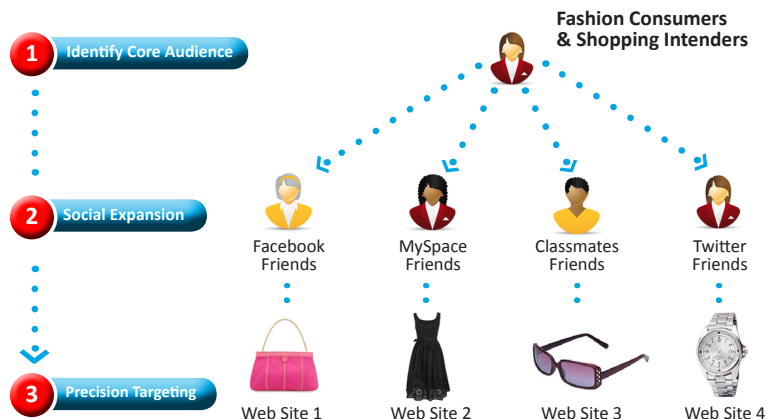 Fashion Consumers
& Shopping Intenders
1 Identify Core Audience
2 Social Expansion
Facebook
Friends
MySpace
Friends
Classmates
Friends
Twitter
Friends
3 Precision Targeting
Web Site 1
Web Site 2
Web Site 3
Web Site 4